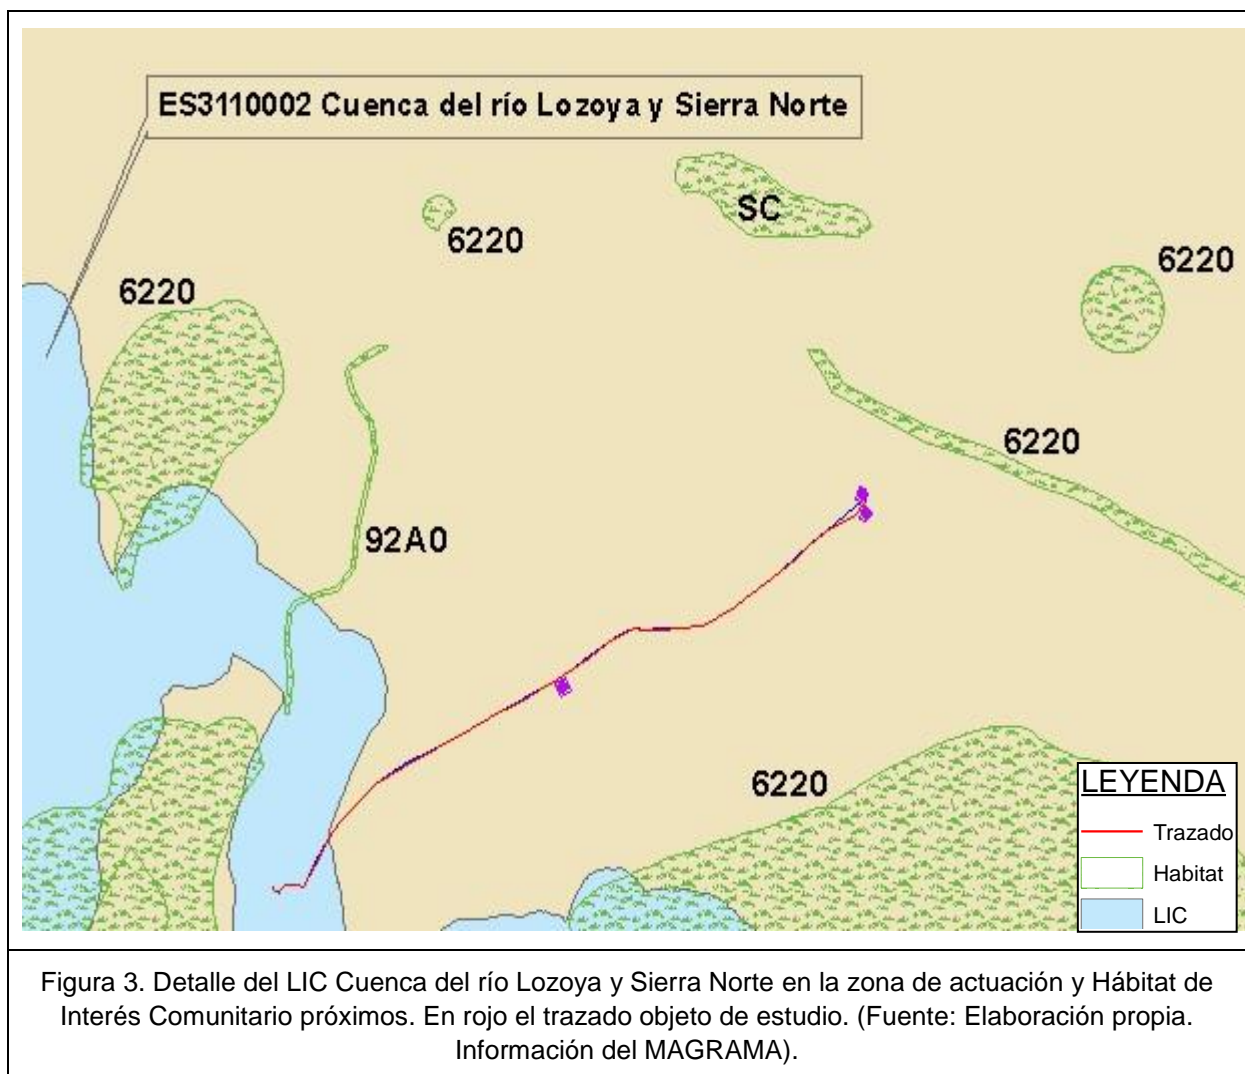 ES3110002 Cuenca del río Lozoya y Sierra Norte
SC
6220
6220
6220
6220
92A0
6220
LEYENDA
Trazado
Habitat
LIC
Figura 3. Detalle del LIC Cuenca del río Lozoya y Sierra Norte en la zona de actuación y Hábitat de
Interés Comunitario próximos. En rojo el trazado objeto de estudio. (Fuente: Elaboración propia.
Información del MAGRAMA).